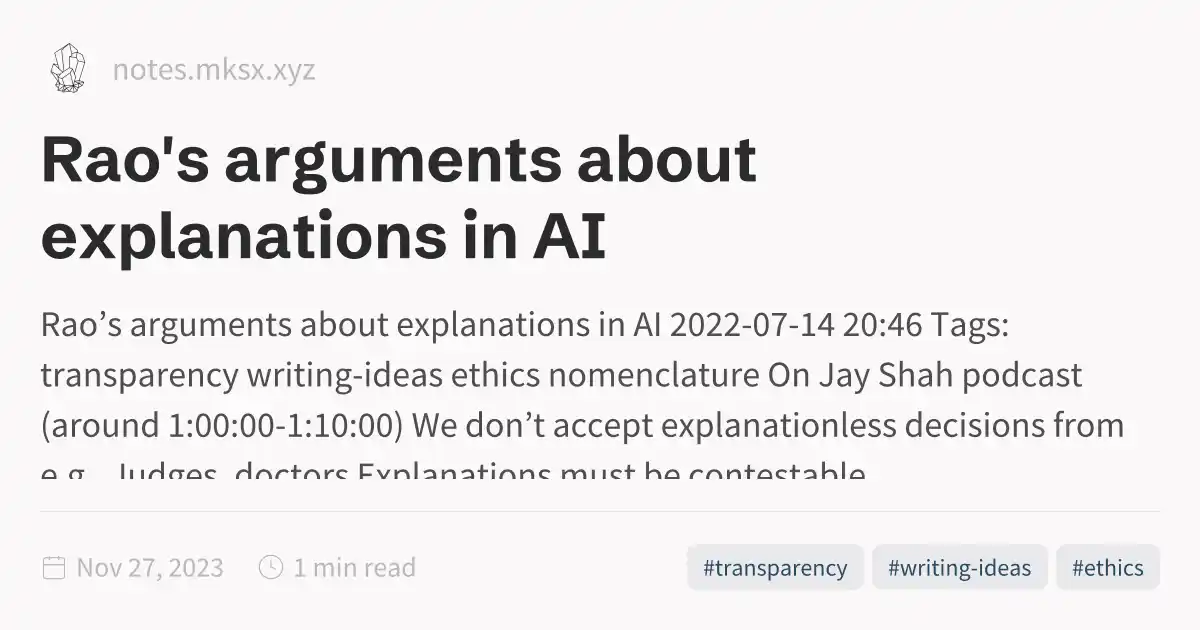 notes.mksx.xyz
Rao's arguments about
explanations in AI
Rao’s arguments about explanations in AI 2022-07-14 20:46 Tags:
transparency writing-ideas ethics nomenclature On Jay Shah podcast
(around 1:00:00-1:10:00) We don’t accept explanationless decisions from
e.g., Judges, doctors Explanations must be contestable
Nov 27, 2023 1 min read #transparency #writing-ideas #ethics